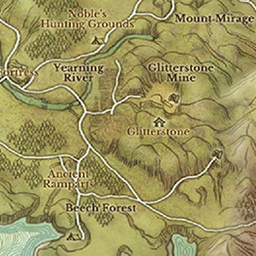 Noble's
Hunting Grounds
Mount Mirage
Yearning
River
Glitterstone
Mine
Glitterstone
Ancient
Ramparts
Beech Forest